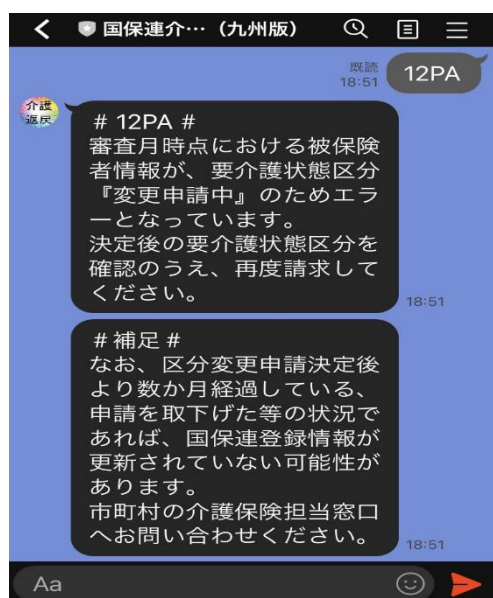 国保連介… （九州版）
既読
18:51
12PA
介護
返戻
# 12PA #
審査月時点における被保険
者情報が、要介護状態区分
『変更申請中』のためエラ
ーとなっています。
決定後の要介護状態区分を
確認のうえ、再度請求して
ください。
18:51
# 補足 #
なお、区分変更申請決定後
より数か月経過している、
申請を取下げた等の状況で
あれば、国保連登録情報が
更新されていない可能性が
あります。
市町村の介護保険担当窓口
へお問い合わせください。
18:51
Aa